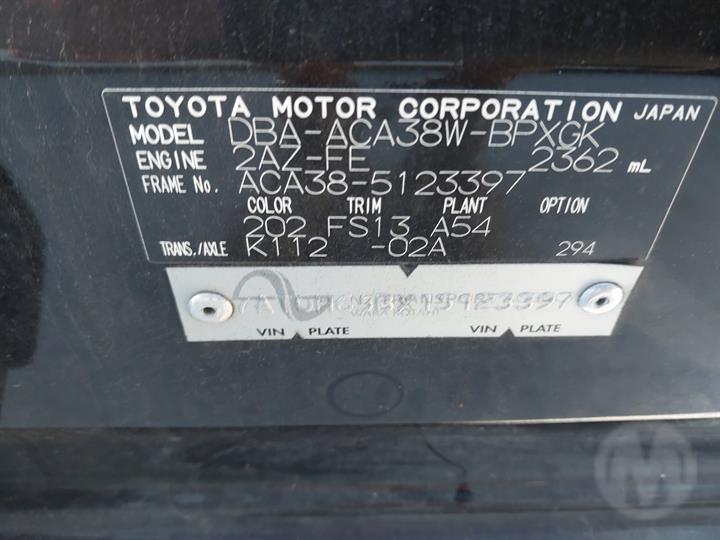 TOYOTA MOTOR CORPORATION JAPAN
MODEL DBA-ACA38W-BPXGK
ENGINE 2AZ-FE 2362 mL
FRAME No. ACA38-5123397
COLOR TRIM PLANT OPTION
202 FS13 A54
TRANS./AXLE K112 -02A 294
VIN PLATE VIN PLATE
M